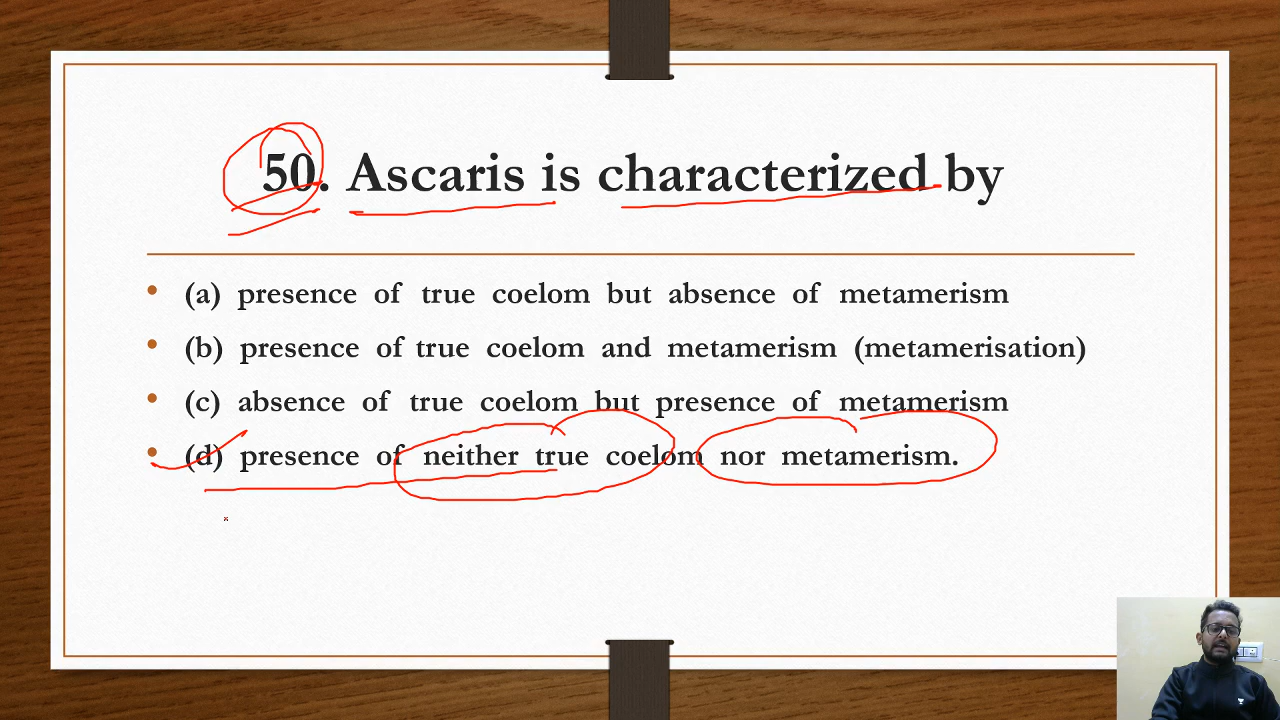 50. Ascaris is characterized by
• (a) presence of true coelom but absence of metamerism
• (b) presence of true coelom and metamerism (metamerisation)
• (c) absence of true coelom but presence of metamerism
• (d) presence of neither true coelom nor metamerism.